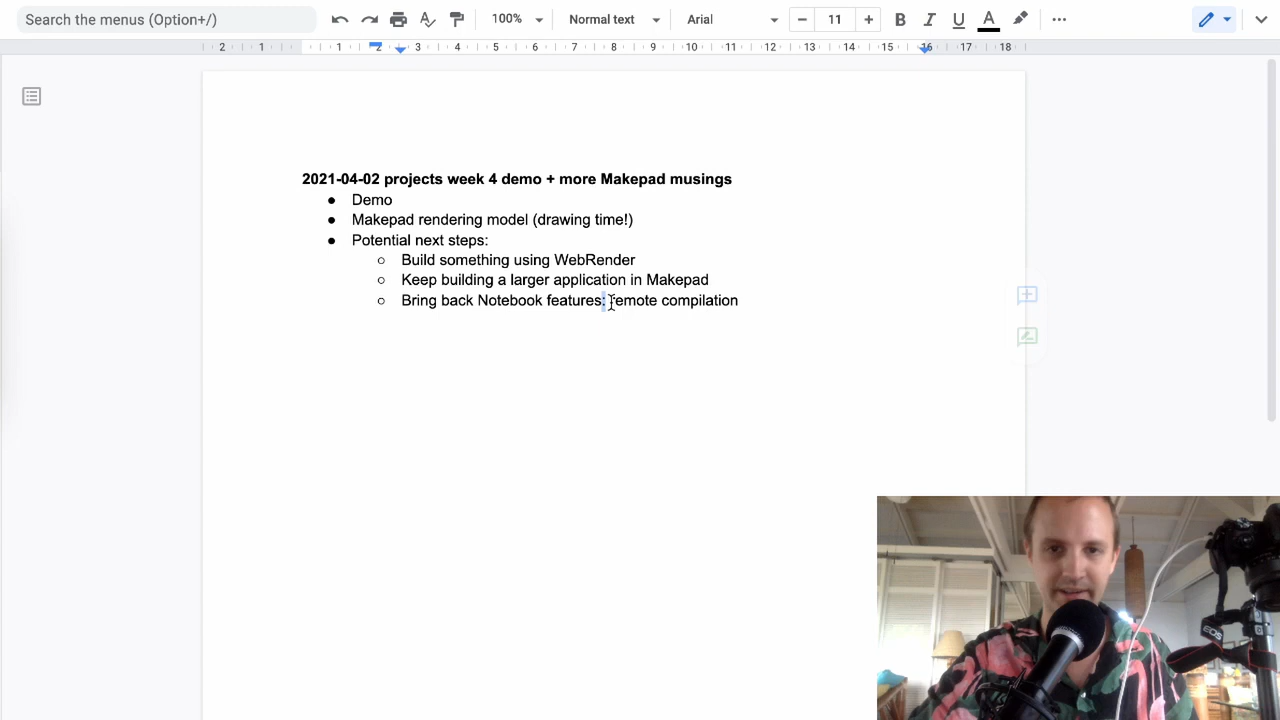 Search the menus (Option+/)
100%
Normal text
Arial
11
B I U A
2 1 1 2 3 4 5 6 7 8 9 10 11 12 13 14 15 16 17 18
2021-04-02 projects week 4 demo + more Makepad musings
● Demo
● Makepad rendering model (drawing time!)
● Potential next steps:
○ Build something using WebRender
○ Keep building a larger application in Makepad
○ Bring back Notebook features: remote compilation
EOS